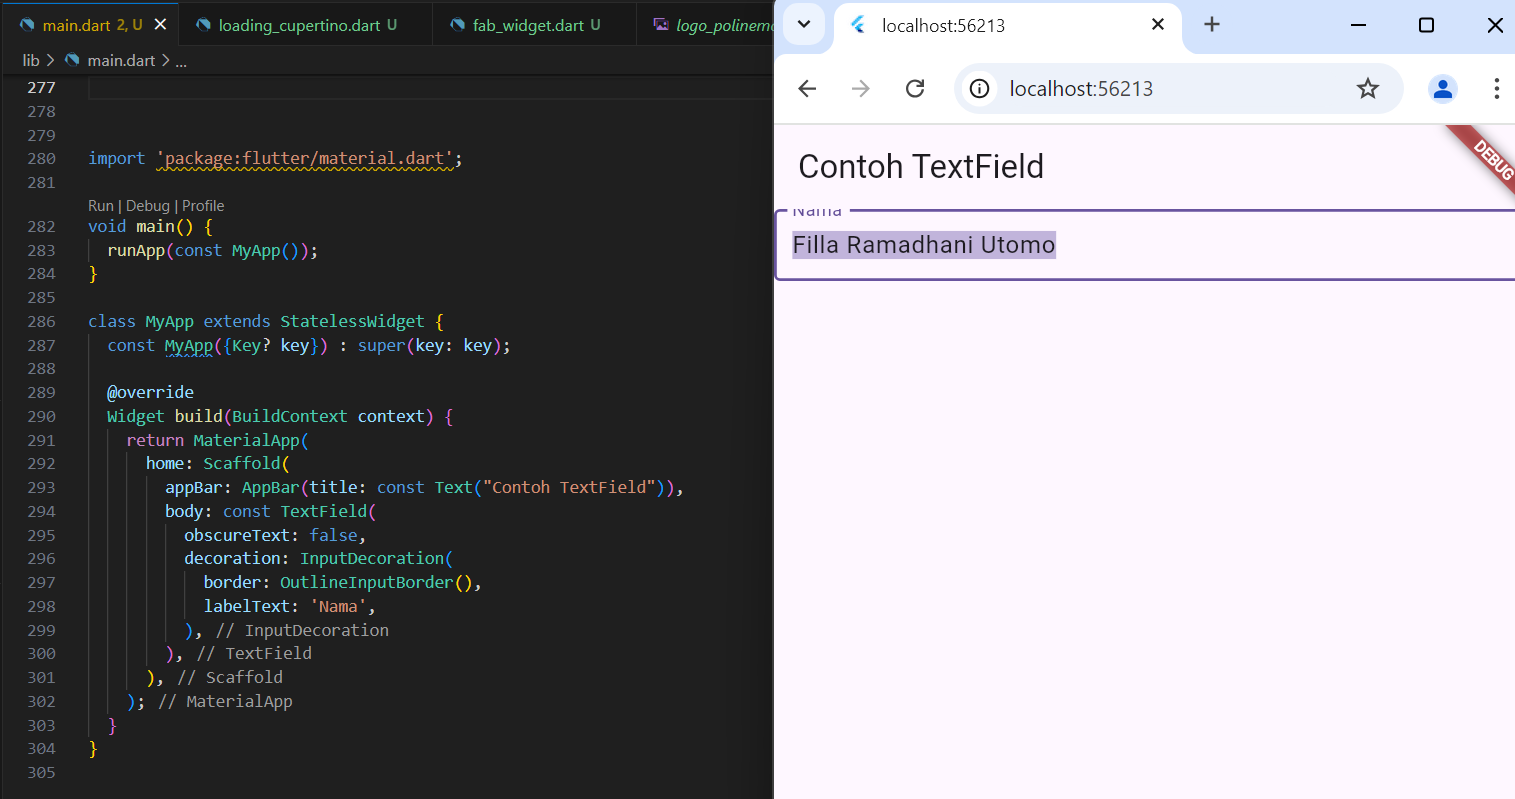 main.dart 2, U
loading_cupertino.dart U
fab_widget.dart U
logo_polinem
lib > main.dart > ...
277
278
279
280 import 'package:flutter/material.dart';
281
Run | Debug | Profile
282 void main() {
283 runApp(const MyApp());
284 }
285
286 class MyApp extends StatelessWidget {
287 const MyApp({Key? key}) : super(key: key);
288
289 @override
290 Widget build(BuildContext context) {
291 return MaterialApp(
292 home: Scaffold(
293 appBar: AppBar(title: const Text("Contoh TextField")),
294 body: const TextField(
295 obscureText: false,
296 decoration: InputDecoration(
297 border: OutlineInputBorder(),
298 labelText: 'Nama',
299 ), // InputDecoration
300 ), // TextField
301 ), // Scaffold
302 ); // MaterialApp
303 }
304 }
305
localhost:56213
localhost:56213
DEBUG
Contoh TextField
Nama
Filla Ramadhani Utomo